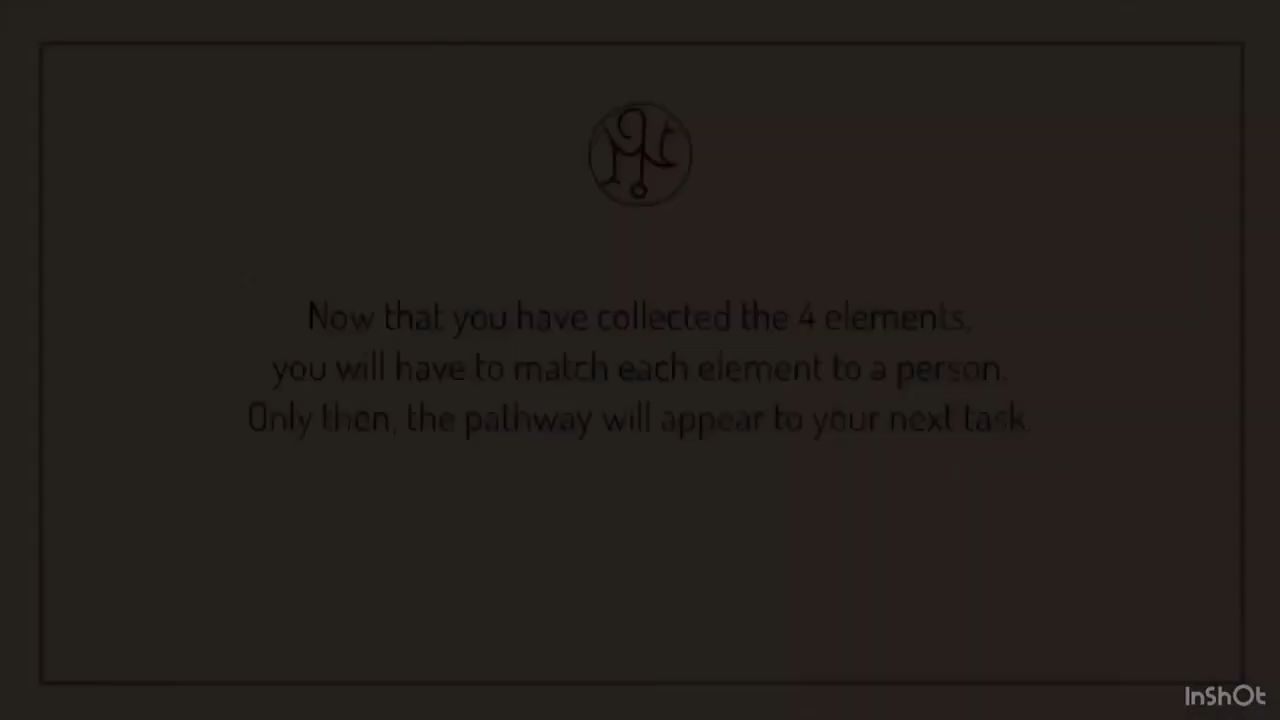 Now that you have collected the 4 elements,
you will have to match each element to a person.
Only then, the pathway will appear to your next task.
InShOt